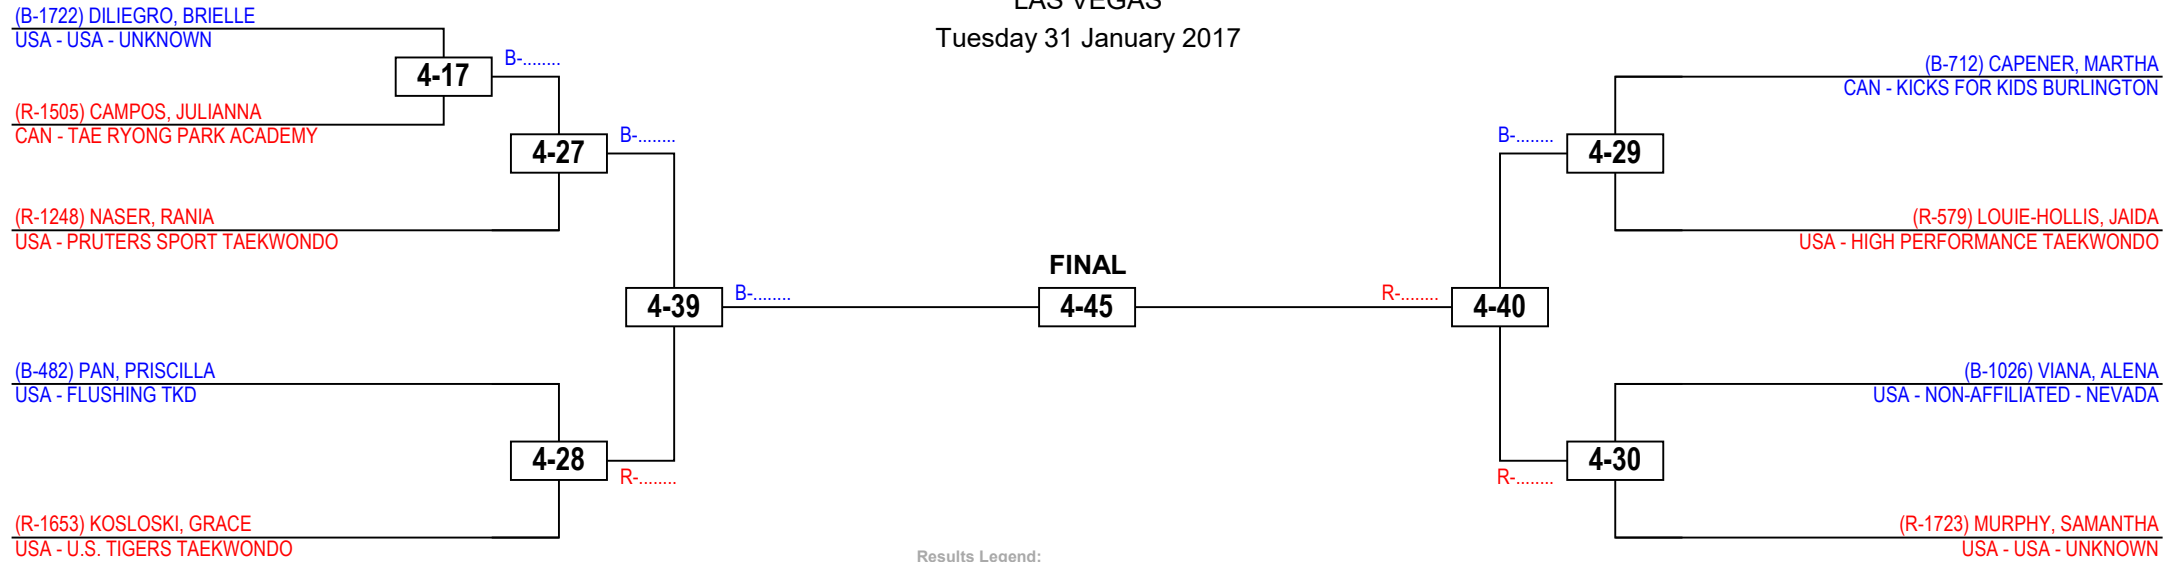 LAS VEGAS
Tuesday 31 January 2017
(B-1722) DILIEGRO, BRIELLE
USA - USA - UNKNOWN
4-17
B-........
(R-1505) CAMPOS, JULIANNA
CAN - TAE RYONG PARK ACADEMY
4-27
B-........
(R-1248) NASER, RANIA
USA - PRUTERS SPORT TAEKWONDO
4-39
B-........
(B-482) PAN, PRISCILLA
USA - FLUSHING TKD
4-28
R-........
(R-1653) KOSLOSKI, GRACE
USA - U.S. TIGERS TAEKWONDO
FINAL
4-45
(B-712) CAPENER, MARTHA
CAN - KICKS FOR KIDS BURLINGTON
B-........
4-29
(R-579) LOUIE-HOLLIS, JAIDA
USA - HIGH PERFORMANCE TAEKWONDO
R-........
4-40
(B-1026) VIANA, ALENA
USA - NON-AFFILIATED - NEVADA
4-30
R-........
(R-1723) MURPHY, SAMANTHA
USA - USA - UNKNOWN
Results Legend: